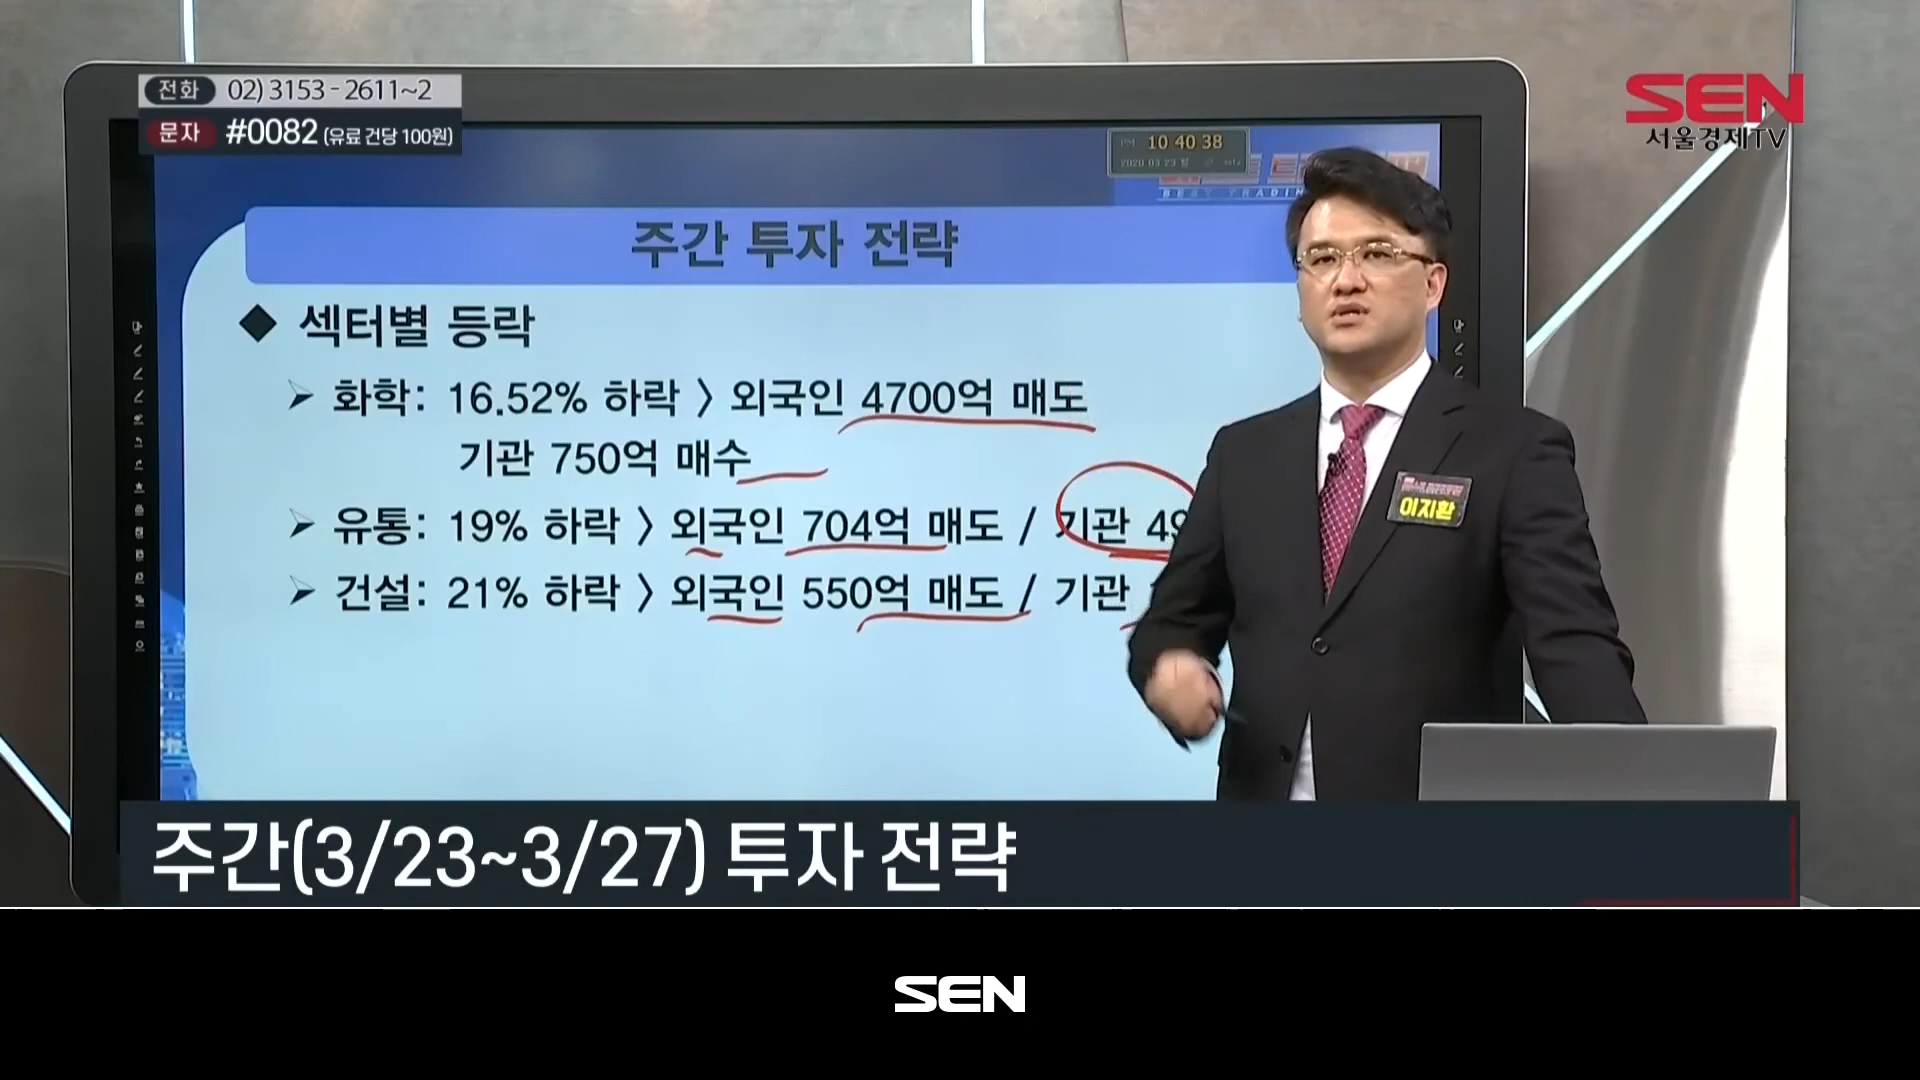 전화 02) 3153-2611~2
문자 #0082 (유료 건당 100원)
SEN
서울경제TV
PM 10 40 38
2020 03 23 월
주간 투자 전략
◆ 섹터별 등락
➢ 화학: 16.52% 하락 > 외국인 4700억 매도
기관 750억 매수
➢ 유통: 19% 하락 > 외국인 704억 매도 / 기관 49
➢ 건설: 21% 하락 > 외국인 550억 매도 / 기관
이지환
주간(3/23~3/27) 투자 전략
SEN